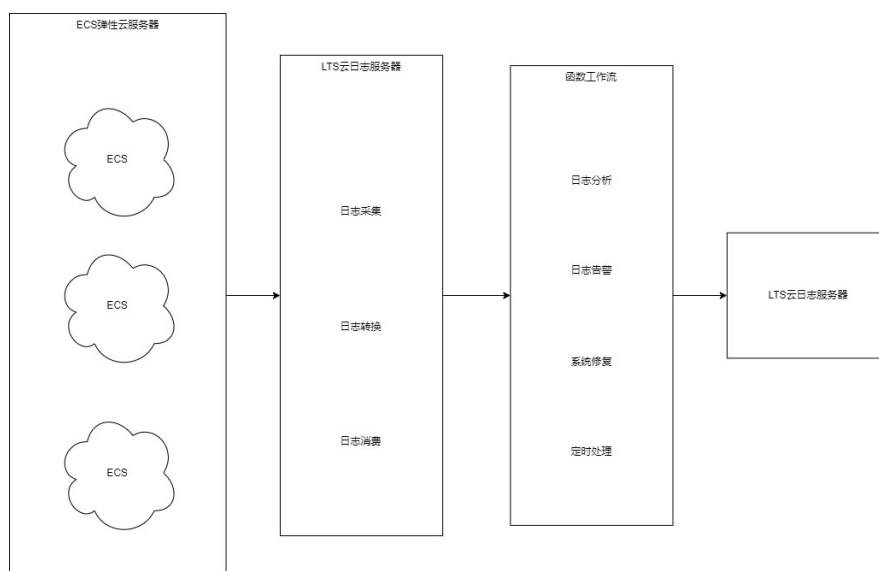 ECS弹性云服务器
ECS
ECS
ECS
LTS云日志服务器
日志采集
日志转换
日志消费
函数工作流
日志分析
日志告警
系统修复
定时处理
LTS云日志服务器